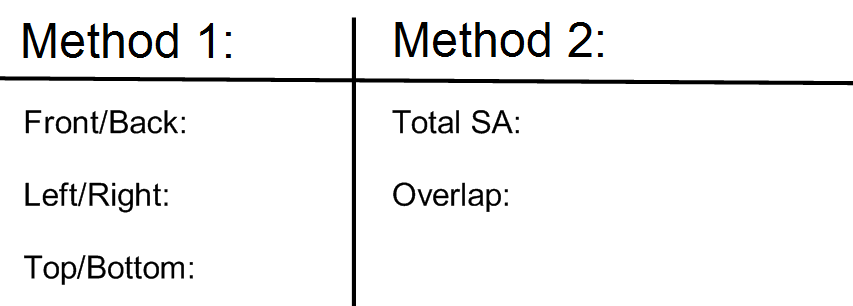 Method 1:
Front/Back:
Left/Right:
Top/Bottom:
Method 2:
Total SA:
Overlap: